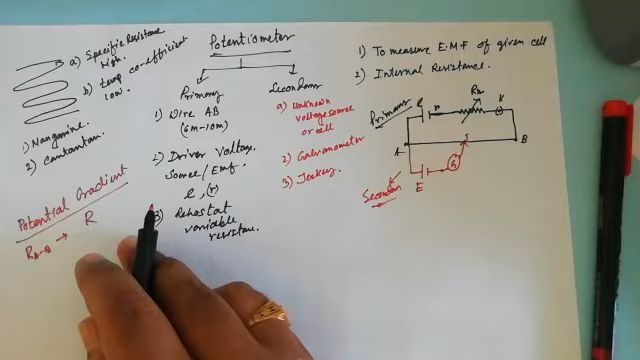 Potentiometer
a) Specific Resistance
high.
b) temp co-efficient
low.
1) Manganine
2) Constantan.
Primary
1) Wire AB
(6m-10m)
2) Driver Voltage
Source/Emf
e, (r)
3) Rehostat
variable
resistance.
Secondary
a) unknown
voltage source
or cell
2) Galvanometer
3) Jockey.
Potential Gradient
R A-B → R
1) To measure E.M.F of given cell
2) Internal Resistance.
Primary
e
r
Rh
K
A
B
J
G
E
Secondary